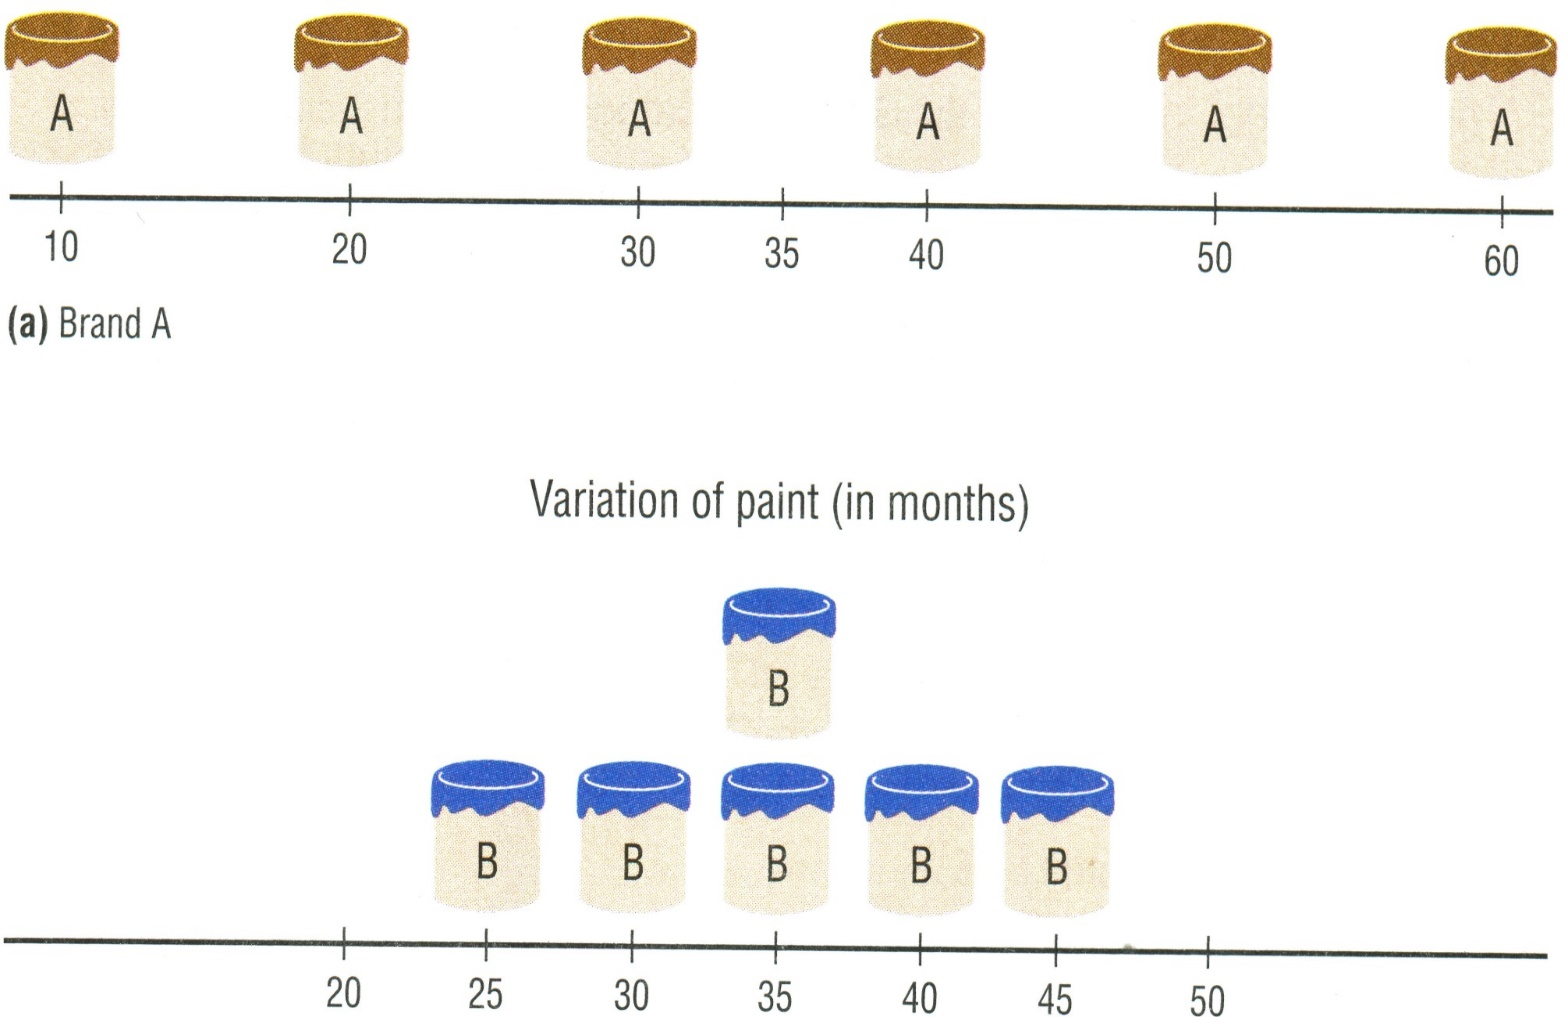 A A A A A A
10 20 30 35 40 50 60
(a) Brand A
Variation of paint (in months)
B
B B B B B
20 25 30 35 40 45 50